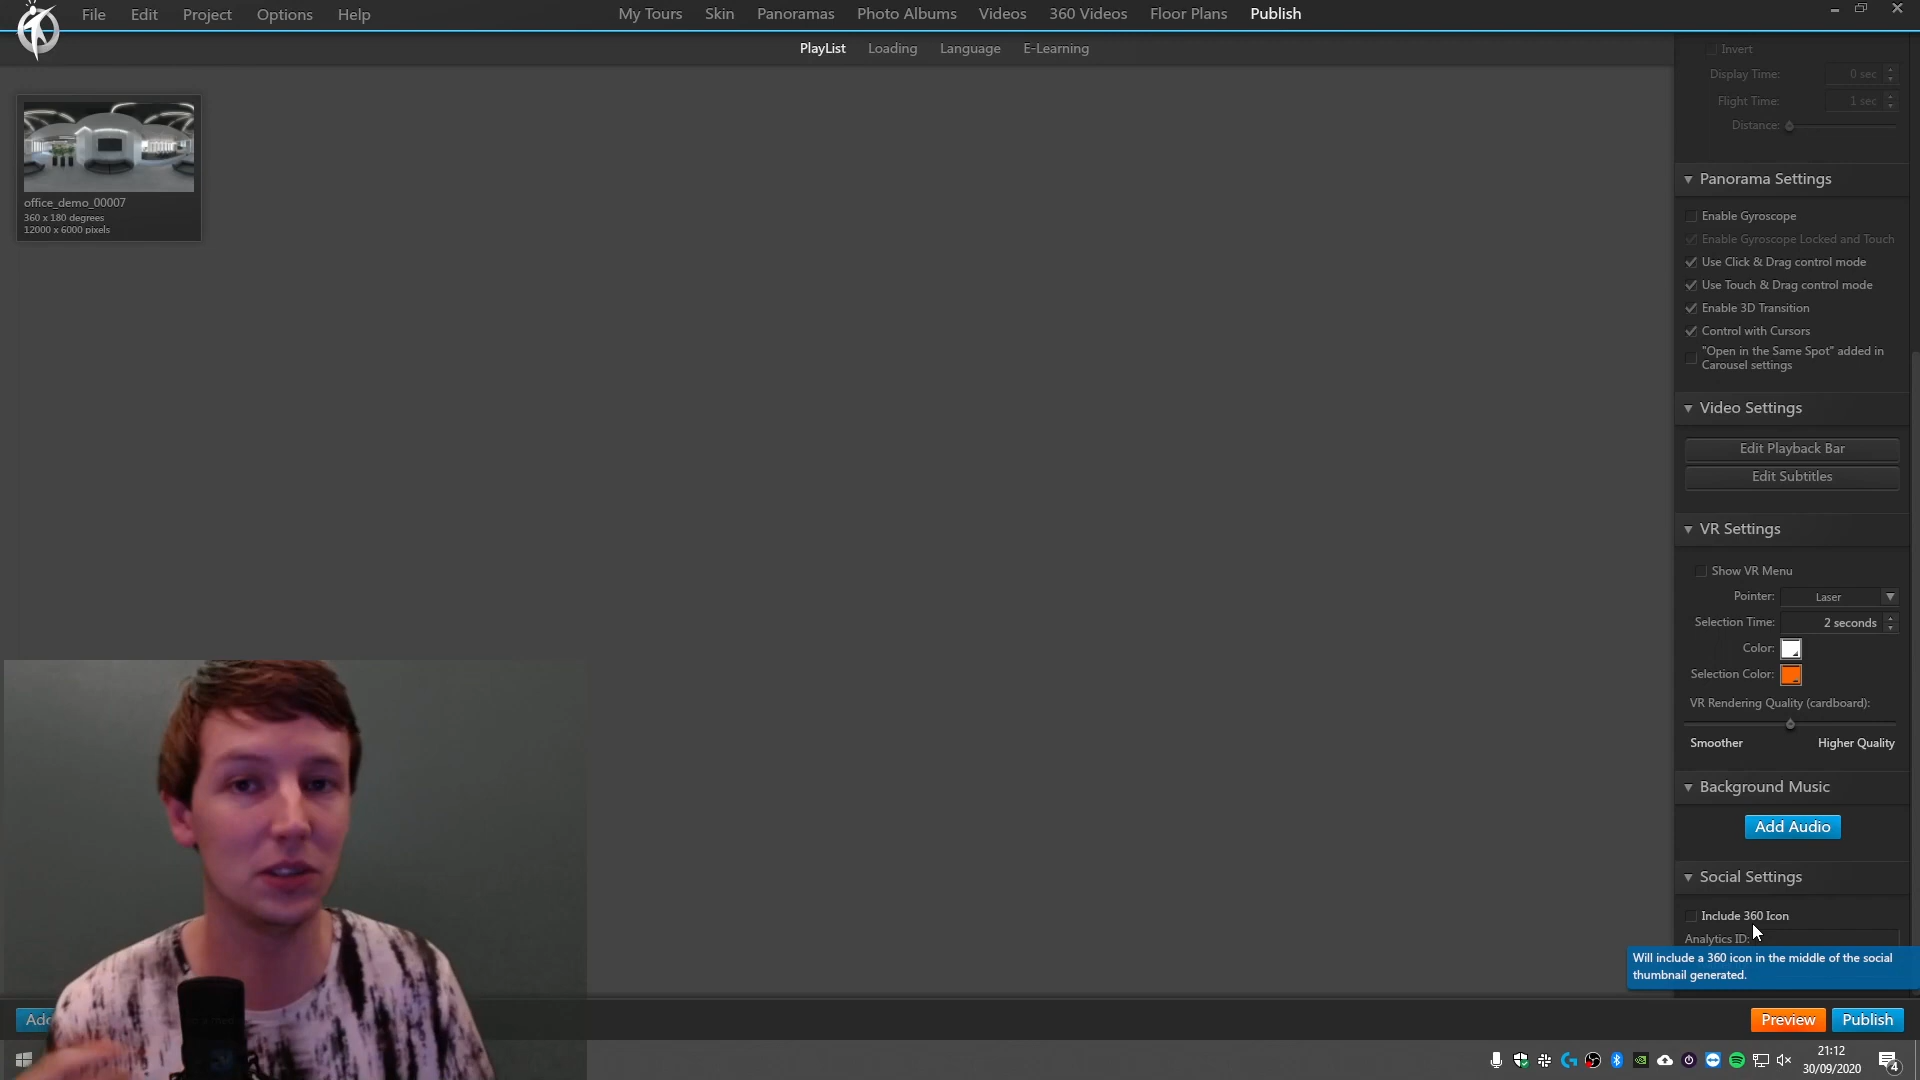 File Edit Project Options Help
My Tours Skin Panoramas Photo Albums Videos 360 Videos Floor Plans Publish
PlayList Loading Language E-Learning
office_demo_00007
360 x 180 degrees
12000 x 6000 pixels
Invert
Display Time: 0 sec
Flight Time: 1 sec
Distance:
Panorama Settings
Enable Gyroscope
Enable Gyroscope Locked and Touch
Use Click & Drag control mode
Use Touch & Drag control mode
Enable 3D Transition
Control with Cursors
"Open in the Same Spot" added in
Carousel settings
Video Settings
Edit Playback Bar
Edit Subtitles
VR Settings
Show VR Menu
Pointer: Laser
Selection Time: 2 seconds
Color:
Selection Color:
VR Rendering Quality (cardboard):
Smoother Higher Quality
Background Music
Add Audio
Social Settings
Include 360 Icon
Analytics ID:
Will include a 360 icon in the middle of the social
thumbnail generated.
Preview Publish
21:12
30/09/2020
4